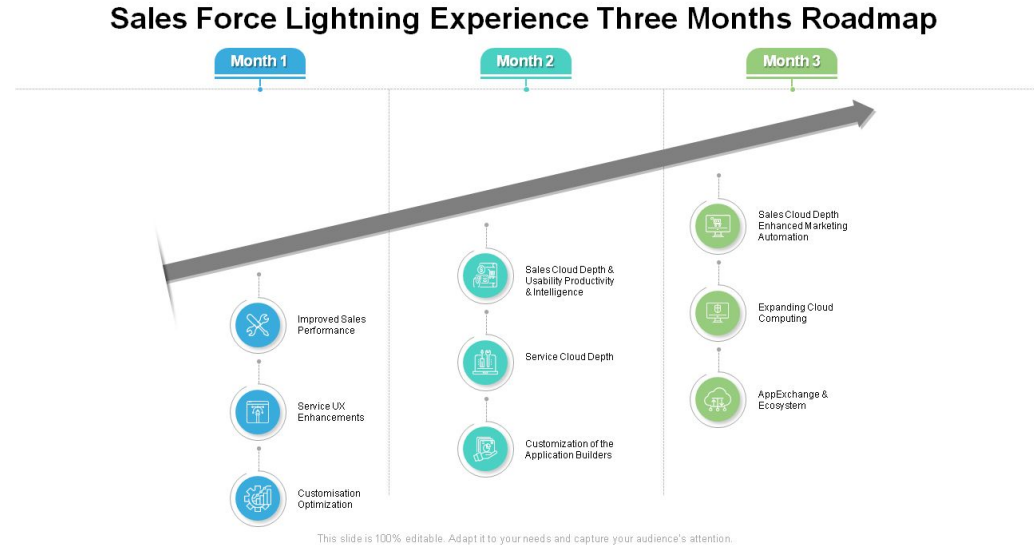 Sales Force Lightning Experience Three Months Roadmap
Month 1
Month 2
Month 3
Improved Sales
Performance
Service UX
Enhancements
Customisation
Optimization
Sales Cloud Depth &
Usability Productivity
& Intelligence
Service Cloud Depth
Customization of the
Application Builders
Sales Cloud Depth
Enhanced Marketing
Automation
Expanding Cloud
Computing
AppExchange &
Ecosystem
This slide is 100% editable. Adapt it to your needs and capture your audience's attention.